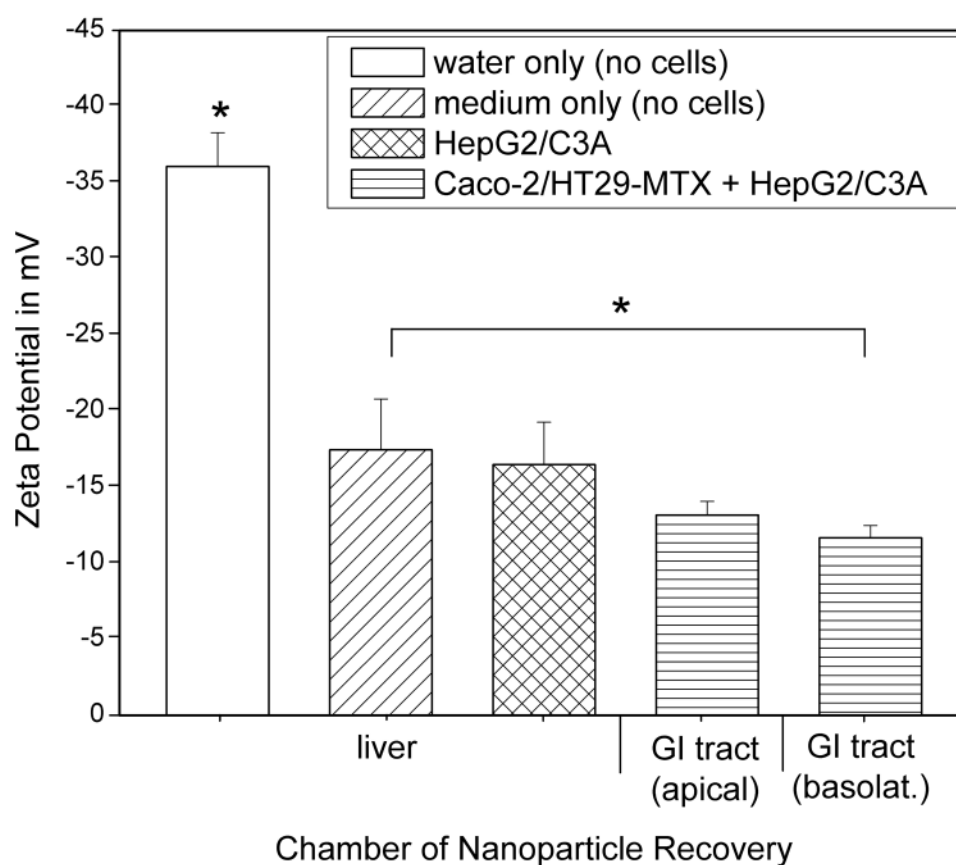 -45
-40
-35
-30
-25
-20
-15
-10
-5
0
Zeta Potential in mV
water only (no cells)
medium only (no cells)
HepG2/C3A
Caco-2/HT29-MTX + HepG2/C3A
*
*
liver
GI tract
(apical)
GI tract
(basolat.)
Chamber of Nanoparticle Recovery